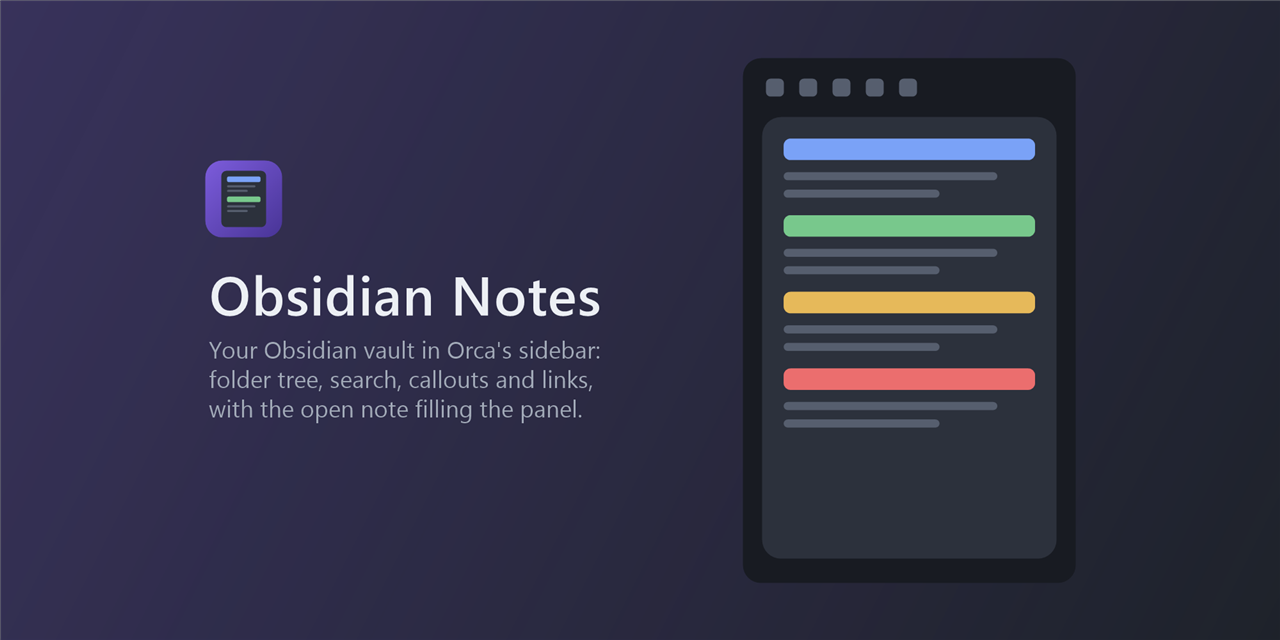 Obsidian Notes
Your Obsidian vault in Orca's sidebar:
folder tree, search, callouts and links,
with the open note filling the panel.